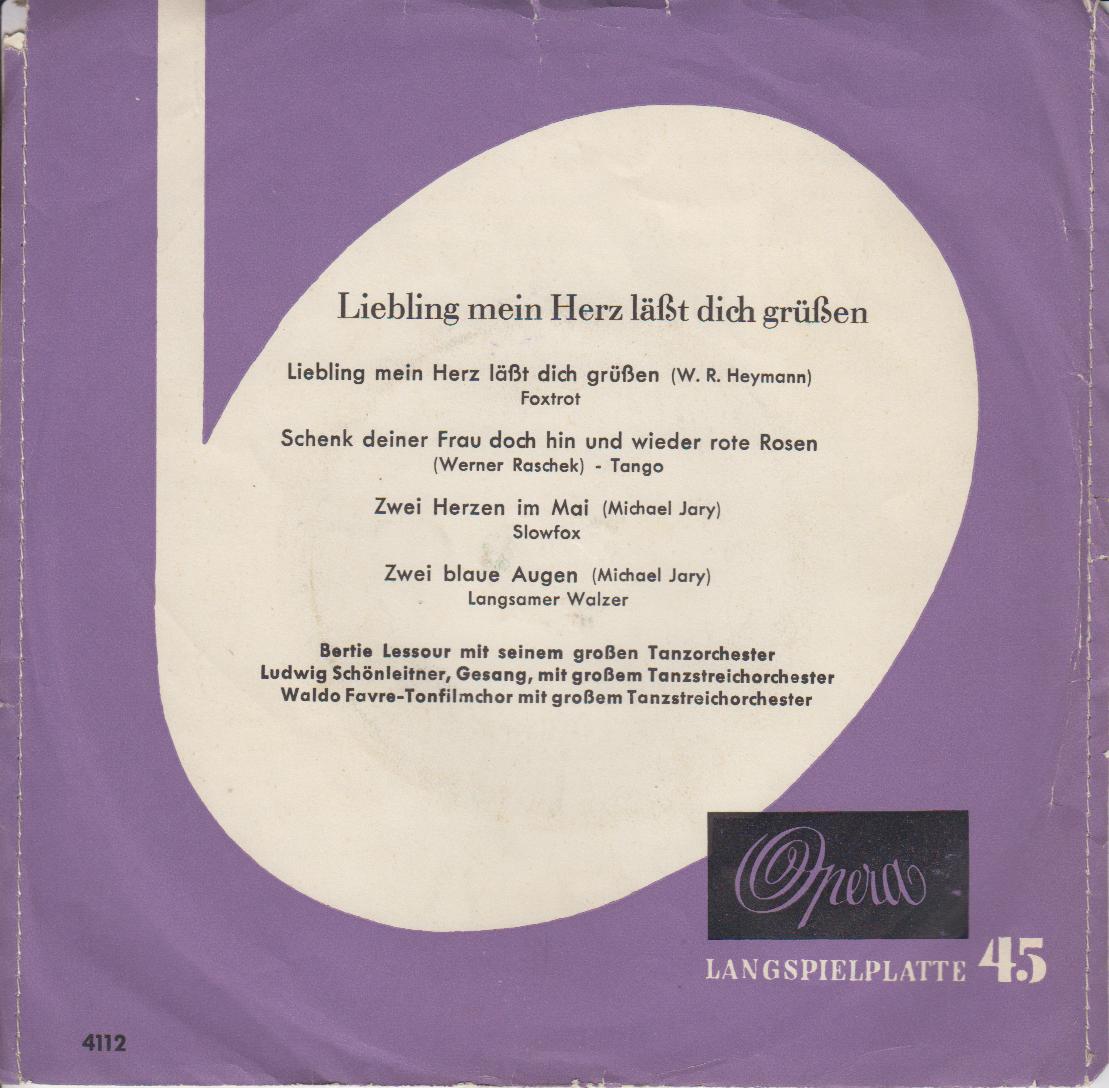 Liebling mein Herz läßt dich grüßen
Liebling mein Herz läßt dich grüßen (W. R. Heymann)
Foxtrot
Schenk deiner Frau doch hin und wieder rote Rosen
(Werner Raschek) - Tango
Zwei Herzen im Mai (Michael Jary)
Slowfox
Zwei blaue Augen (Michael Jary)
Langsamer Walzer
Bertie Lessour mit seinem großen Tanzorchester
Ludwig Schönleitner, Gesang, mit großem Tanzstreichorchester
Waldo Favre-Tonfilmchor mit großem Tanzstreichorchester
Opera
LANGSPIELPLATTE 45
4112